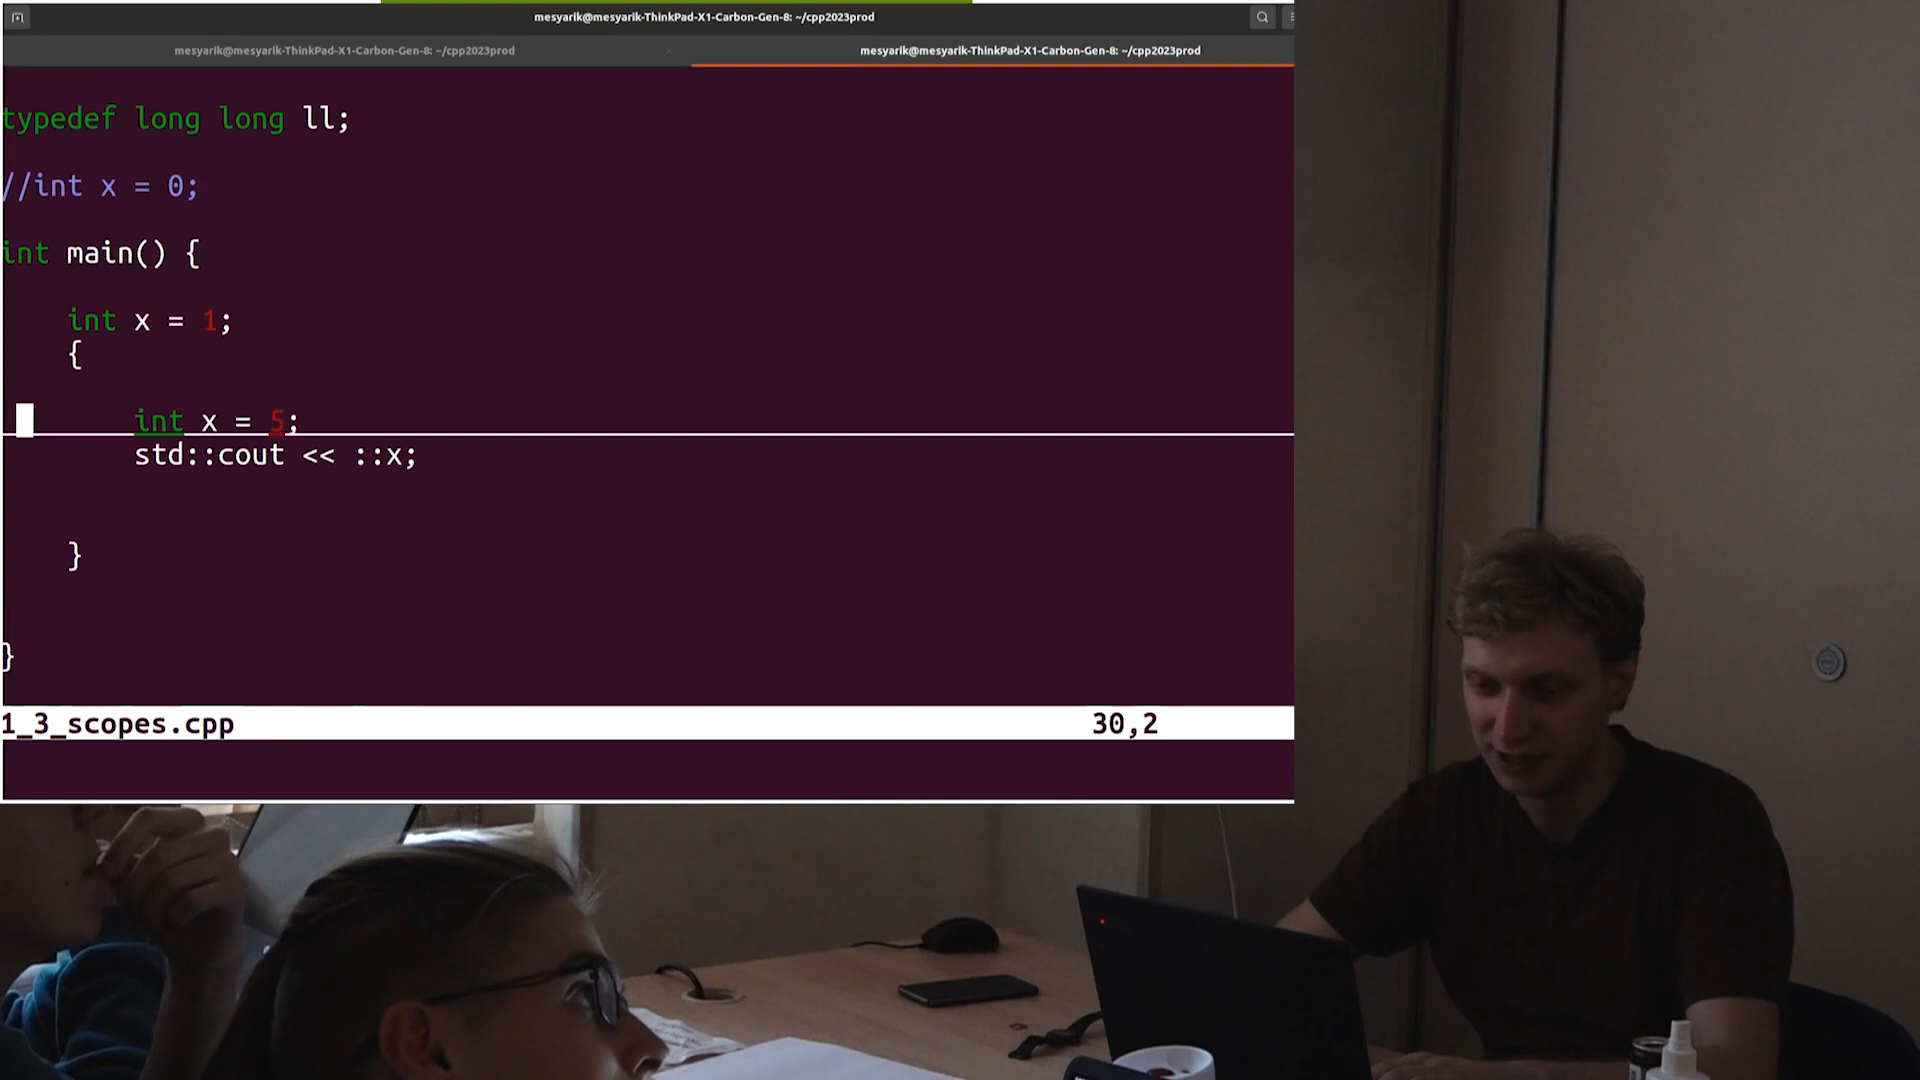 mesyarik@mesyarik-ThinkPad-X1-Carbon-Gen-8: ~/cpp2023prod
mesyarik@mesyarik-ThinkPad-X1-Carbon-Gen-8: ~/cpp2023prod
mesyarik@mesyarik-ThinkPad-X1-Carbon-Gen-8: ~/cpp2023prod
typedef long long ll;
//int x = 0;
int main() {
int x = 1;
{
int x = 5;
std::cout << ::x;
}
}
1_3_scopes.cpp 30,2